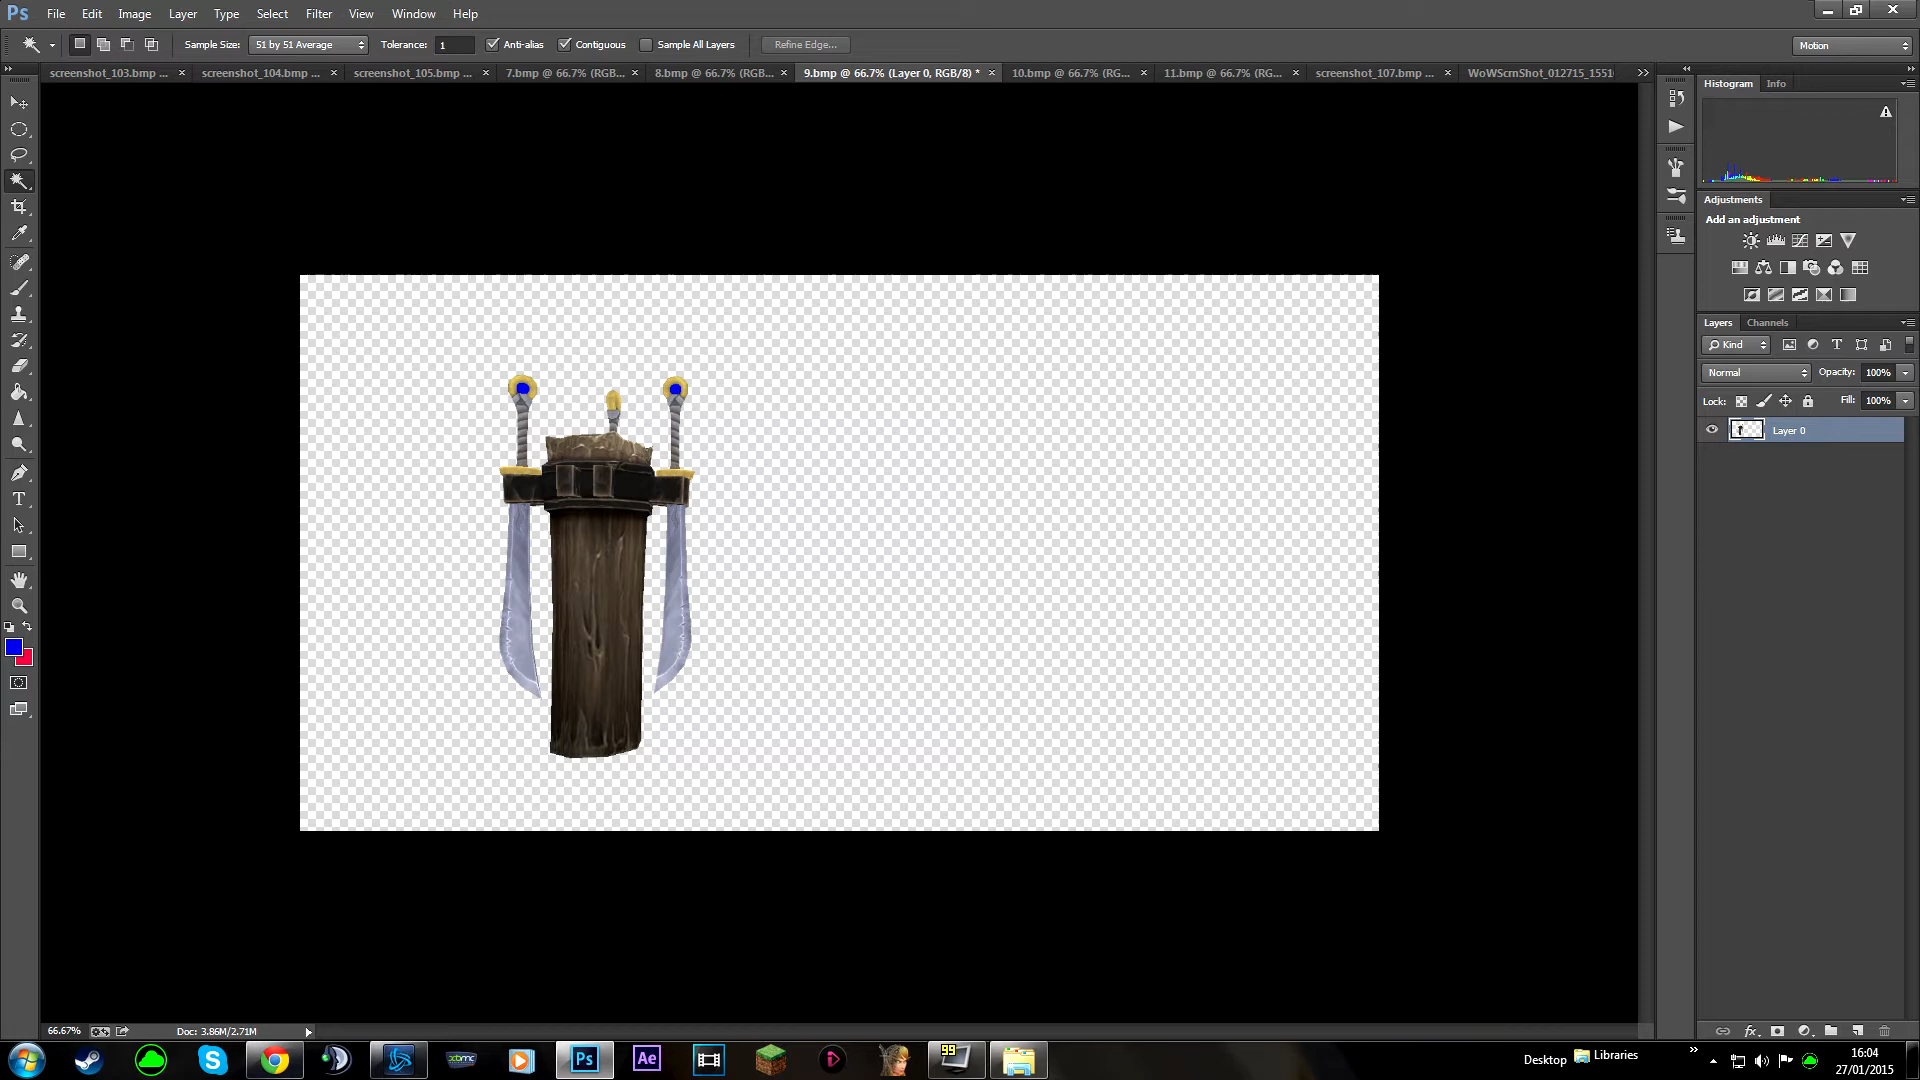 Ps File Edit Image Layer Type Select Filter View Window Help
Sample Size: 51 by 51 Average Tolerance: 1 Anti-alias Contiguous Sample All Layers Refine Edge... Motion
screenshot_103.bmp ... × screenshot_104.bmp ... × screenshot_105.bmp ... × 7.bmp @ 66.7% (RGB... × 8.bmp @ 66.7% (RGB/8... × 9.bmp @ 66.7% (Layer 0, RGB/8) * × 10.bmp @ 66.7% (RG... × 11.bmp @ 66.7% (RG... × screenshot_107.bmp ... × WoWScrnShot_012715_1551
Histogram Info
Adjustments
Add an adjustment
Layers Channels
Kind
Normal Opacity: 100%
Lock: Fill: 100%
Layer 0
66.67% Doc: 3.86M/2.71M
xbmc Ps Ae 99 Desktop Libraries
16:04
27/01/2015